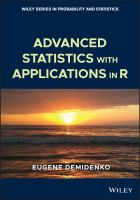 WILEY SERIES IN PROBABILITY AND STATISTICS
ADVANCED
STATISTICS WITH
APPLICATIONS IN R
EUGENE DEMIDENKO
WILEY